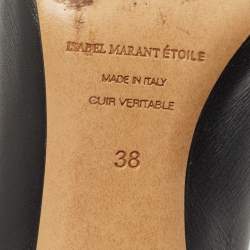 ISABEL MARANT ÉTOILE
MADE IN ITALY
CUIR VERITABLE
38